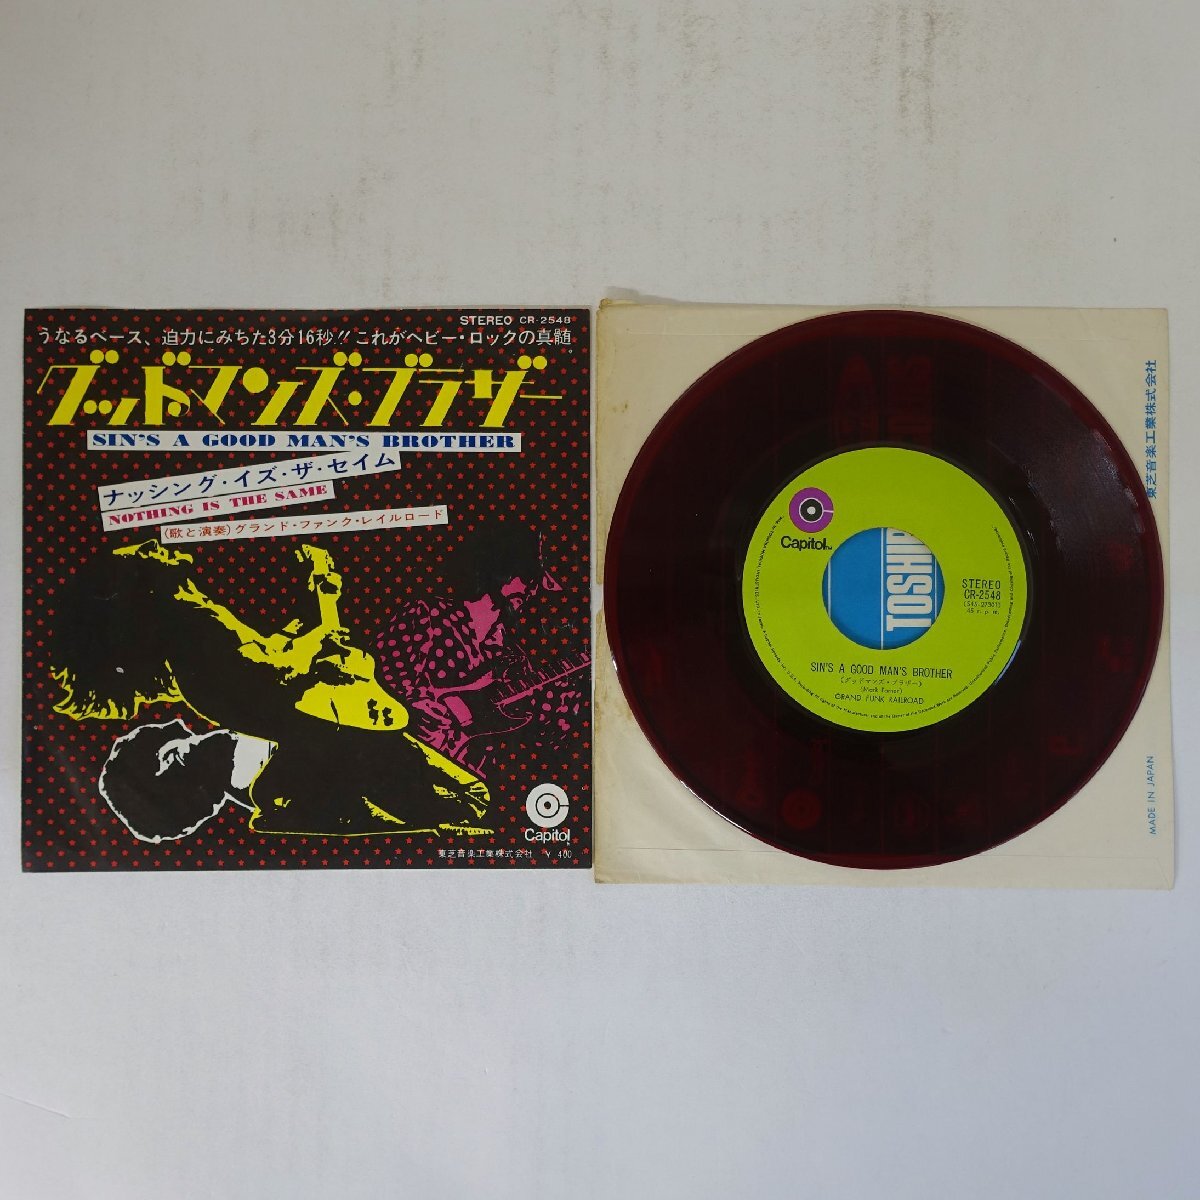 STEREO CR-2548
うなるベース、迫力にみちた3分16秒!! これがヘビー・ロックの真髄
グッドマンズ・ブラザー
SIN'S A GOOD MAN'S BROTHER
ナッシング・イズ・ザ・セイム
NOTHING IS THE SAME
(歌と演奏)グランド・ファンク・レイルロード
Capitol
東芝音楽工業株式会社 ¥400
Capitol
TOSHIB
STEREO
CR-2548
45 r.p.m.
SIN'S A GOOD MAN'S BROTHER
(グッドマンズ・ブラザー)
(Mark Farner)
GRAND FUNK RAILROAD
東芝音楽工業株式会社
MADE IN JAPAN